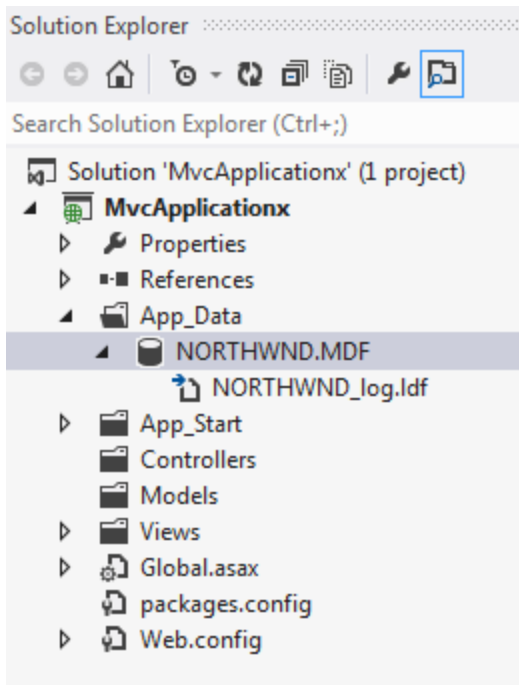 Solution Explorer
Search Solution Explorer (Ctrl+;)
Solution 'MvcApplicationx' (1 project)
MvcApplicationx
Properties
References
App_Data
NORTHWND.MDF
NORTHWND_log.ldf
App_Start
Controllers
Models
Views
Global.asax
packages.config
Web.config